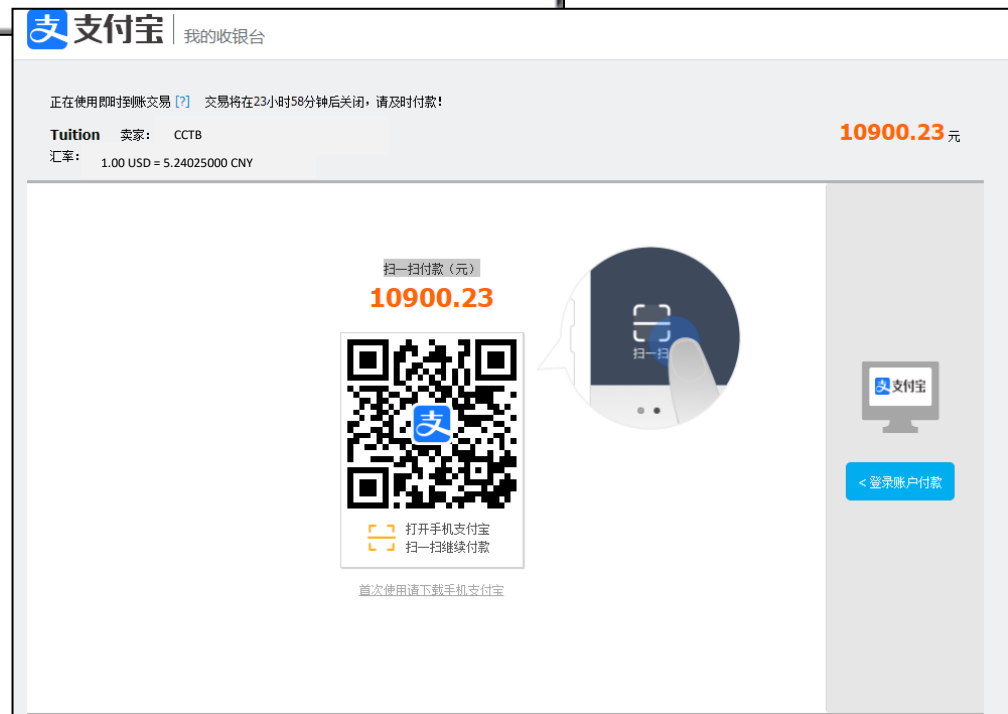 支付宝 我的收银台
正在使用即时到账交易 [?] 交易将在23小时58分钟后关闭，请及时付款！
Tuition 卖家： CCTB
10900.23 元
汇率： 1.00 USD = 5.24025000 CNY
扫一扫付款（元）
10900.23
扫一扫
支付宝
打开手机支付宝
扫一扫继续付款
< 登录账户付款
首次使用请下载手机支付宝